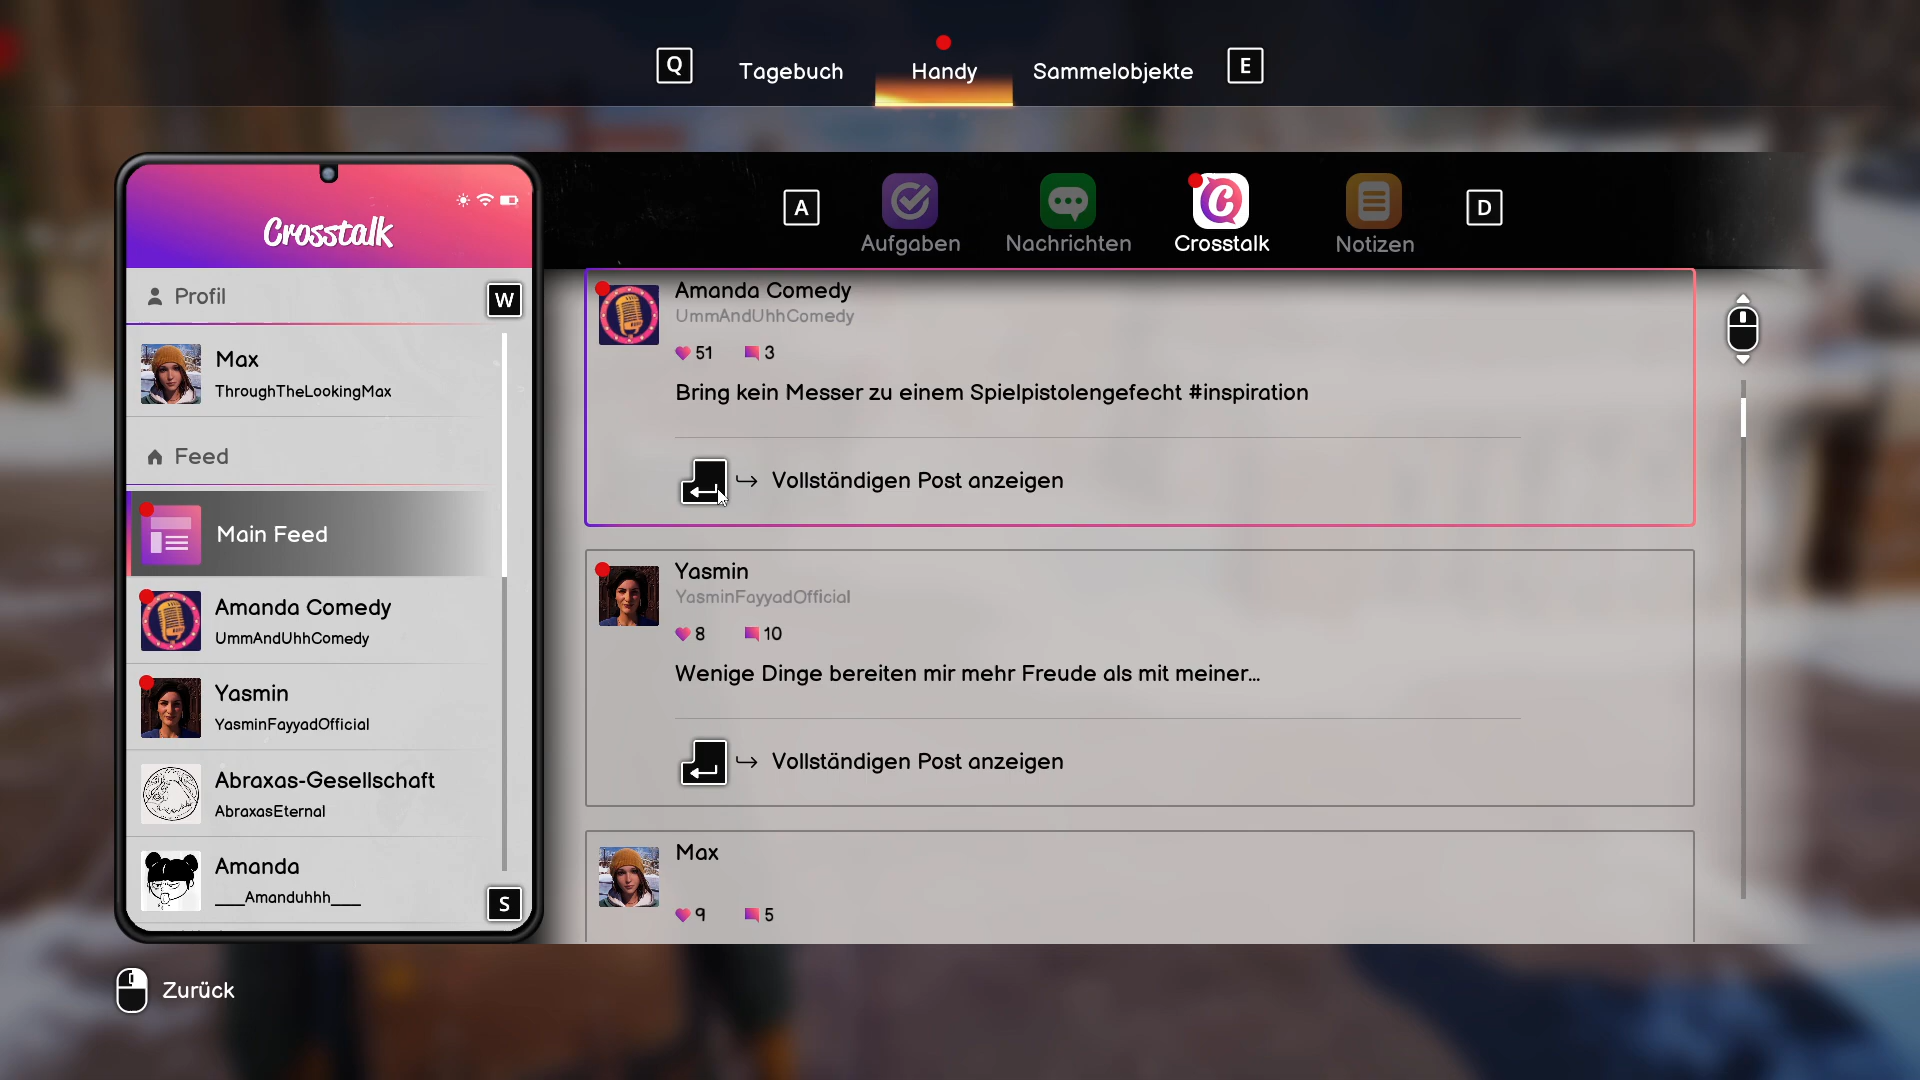 Q
Tagebuch
Handy
Sammelobjekte
E
Crosstalk
A
Aufgaben
Nachrichten
Crosstalk
Notizen
D
Profil
W
Max
ThroughTheLookingMax
Feed
Main Feed
Amanda Comedy
UmmAndUhhComedy
Yasmin
YasminFayyadOfficial
Abraxas-Gesellschaft
AbraxasEternal
Amanda
___Amanduhhh___
S
Amanda Comedy
UmmAndUhhComedy
51 3
Bring kein Messer zu einem Spielpistolengefecht #inspiration
Vollständigen Post anzeigen
Yasmin
YasminFayyadOfficial
8 10
Wenige Dinge bereiten mir mehr Freude als mit meiner...
Vollständigen Post anzeigen
Max
9 5
Zurück